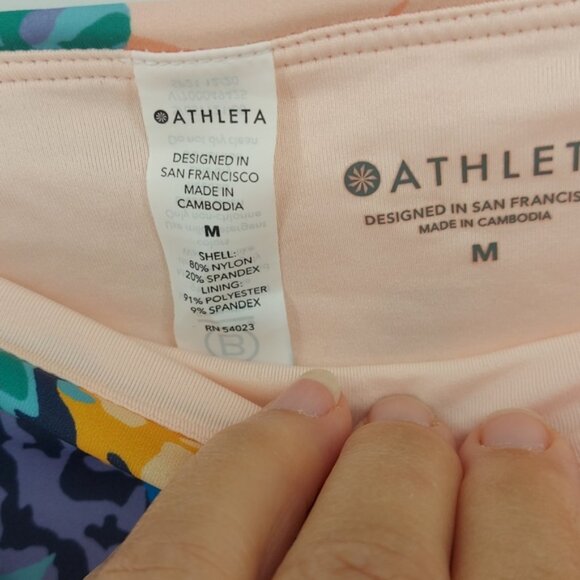 ATHLETA
DESIGNED IN
SAN FRANCISCO
MADE IN
CAMBODIA
M
SHELL:
80% NYLON
20% SPANDEX
LINING:
91% POLYESTER
9% SPANDEX
RN 54023
B
ATHLETA
DESIGNED IN SAN FRANCIS
MADE IN CAMBODIA
M